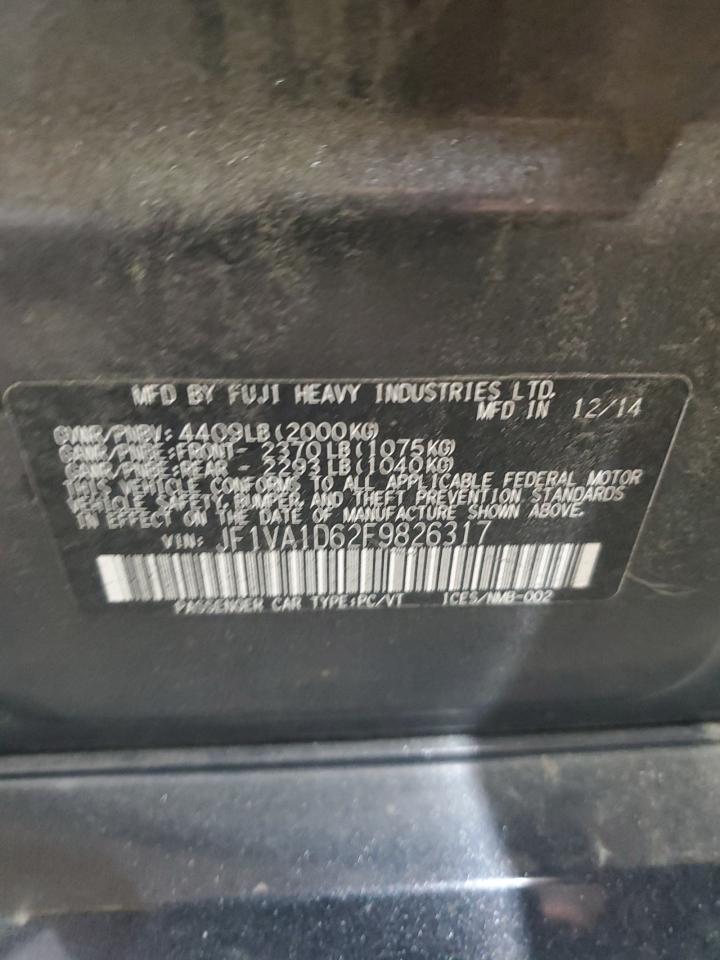 MFD BY FUJI HEAVY INDUSTRIES LTD.
MFD IN 12/14
GVWR/PNBV: 4409LB(2000KG)
GAWR/PNBE:FRONT- 2370LB(1075KG)
GAWR/PNBE:REAR - 2293LB(1040KG)
THIS VEHICLE CONFORMS TO ALL APPLICABLE FEDERAL MOTOR
VEHICLE SAFETY,BUMPER AND THEFT PREVENTION STANDARDS
IN EFFECT ON THE DATE OF MANUFACTURE SHOWN ABOVE.
VIN: JF1VA1D62F9826317
PASSENGER CAR TYPE:PC/VT ICES/NMB-002